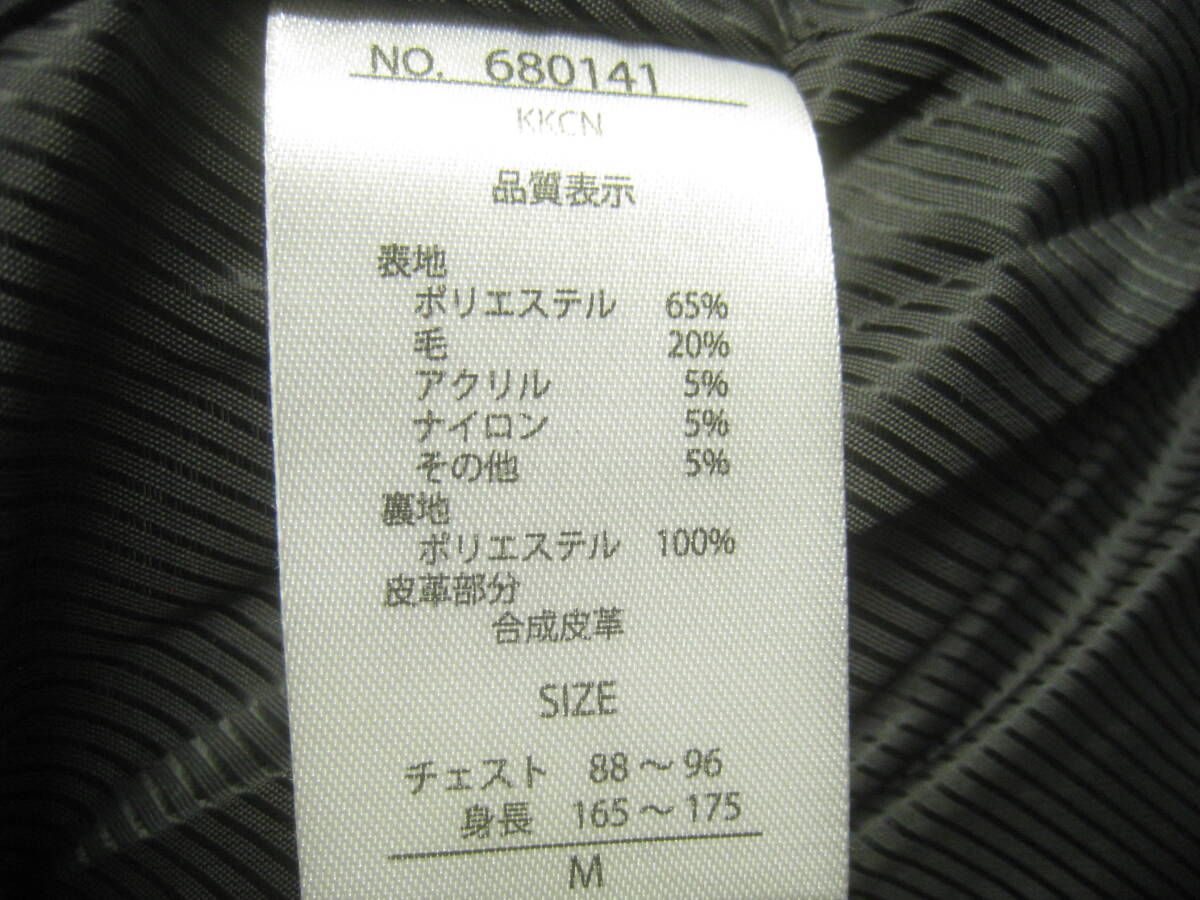 NO. 680141
KKCN
品質表示
表地
ポリエステル 65%
毛 20%
アクリル 5%
ナイロン 5%
その他 5%
裏地
ポリエステル 100%
皮革部分
合成皮革
SIZE
チェスト 88～96
身長 165～175
M